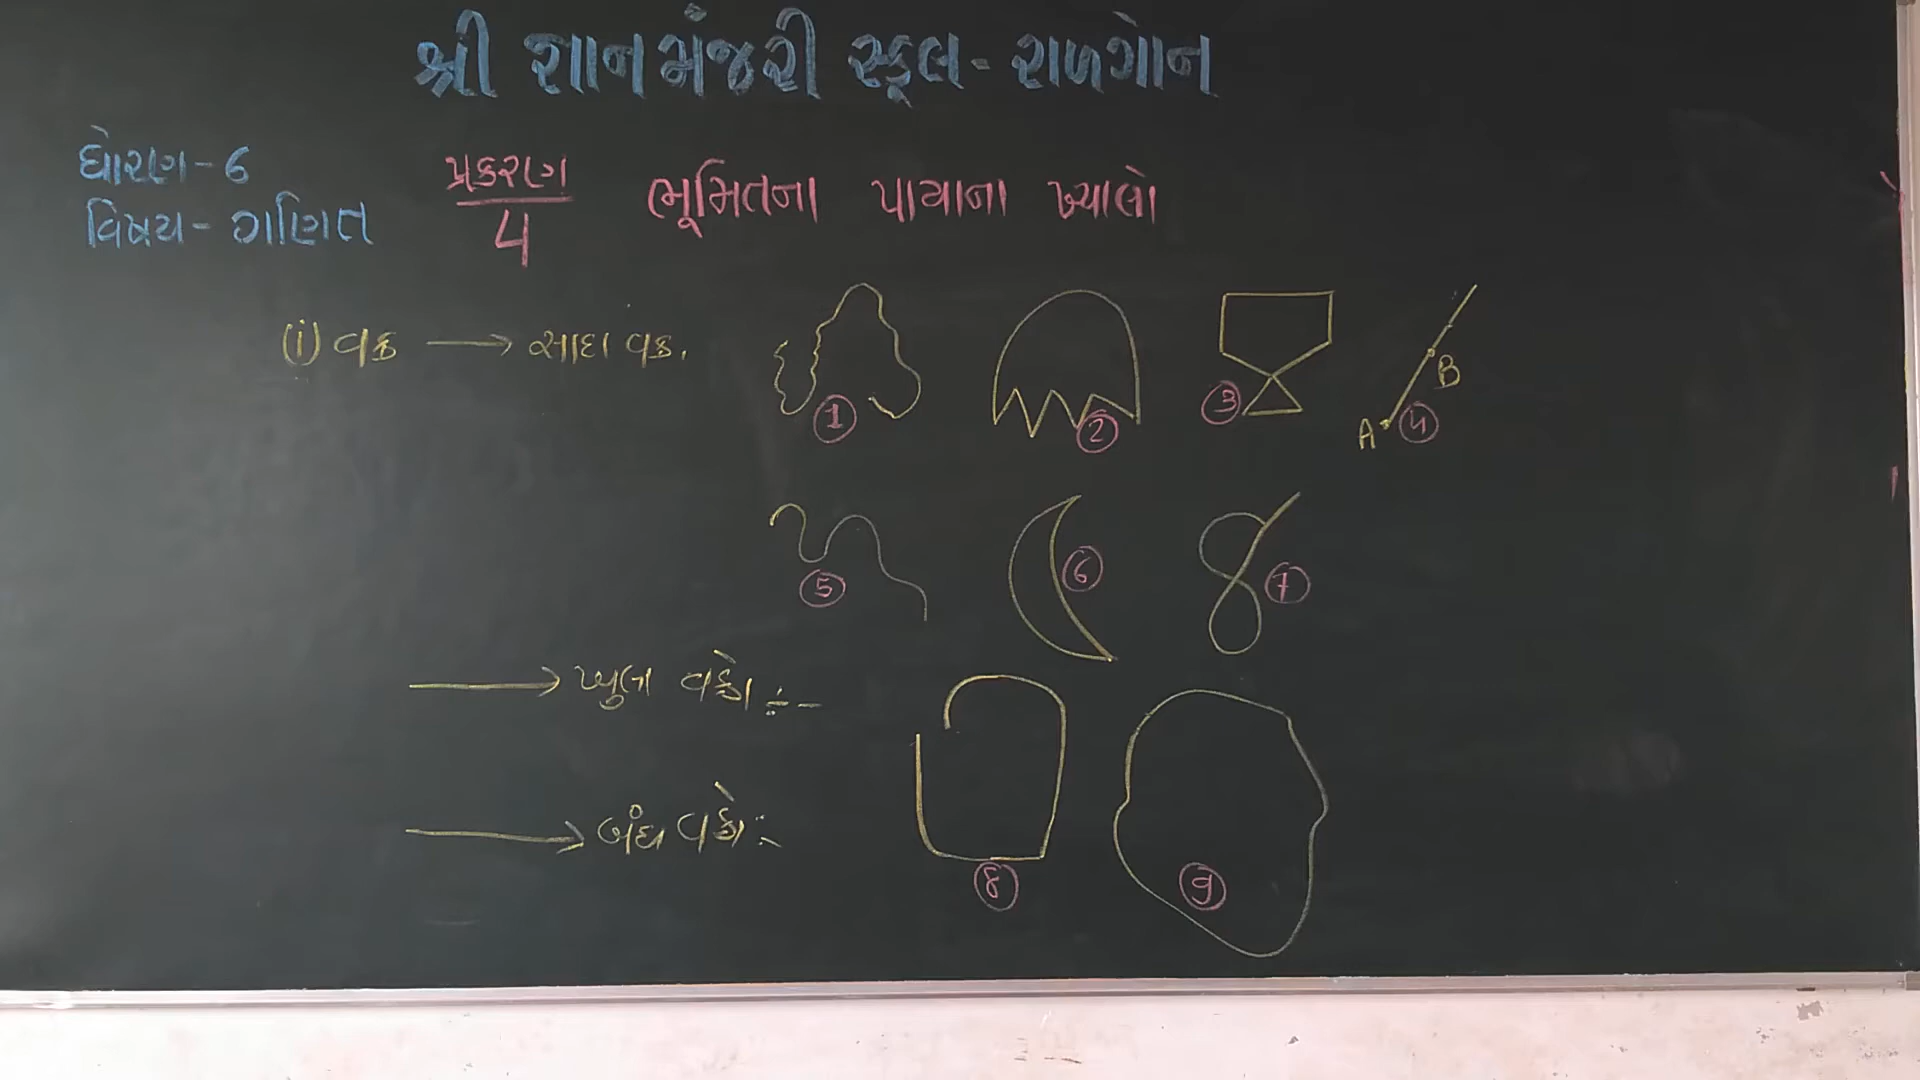 શ્રી જ્ઞાનમંજરી સ્કૂલ - રાળગોન
ધોરણ - 6
વિષય - ગણિત
પ્રકરણ
4
ભૂમિતના પાયાના ખ્યાલો
(i) વક્ર → સાદા વક્ર.
1
2
3
4
A
B
5
6
7
→ ખુલા વક્રો :-
→ બંધ વક્રો :-
8
9